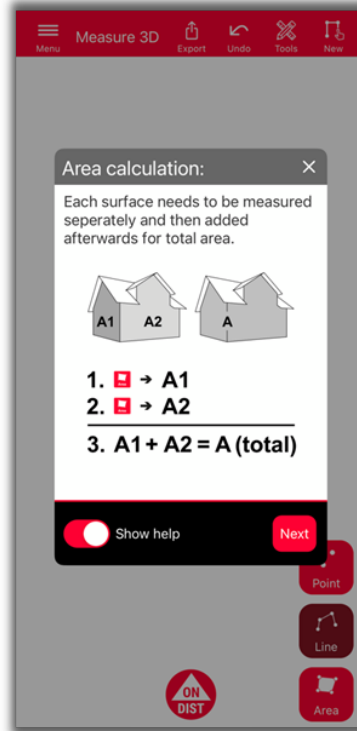 Menu
Measure 3D
Export
Undo
Tools
New
Area calculation:
Each surface needs to be measured
seperately and then added
afterwards for total area.
A1 A2 A
1. → A1
2. → A2
3. A1 + A2 = A (total)
Show help
Next
Point
Line
ON
DIST
Area